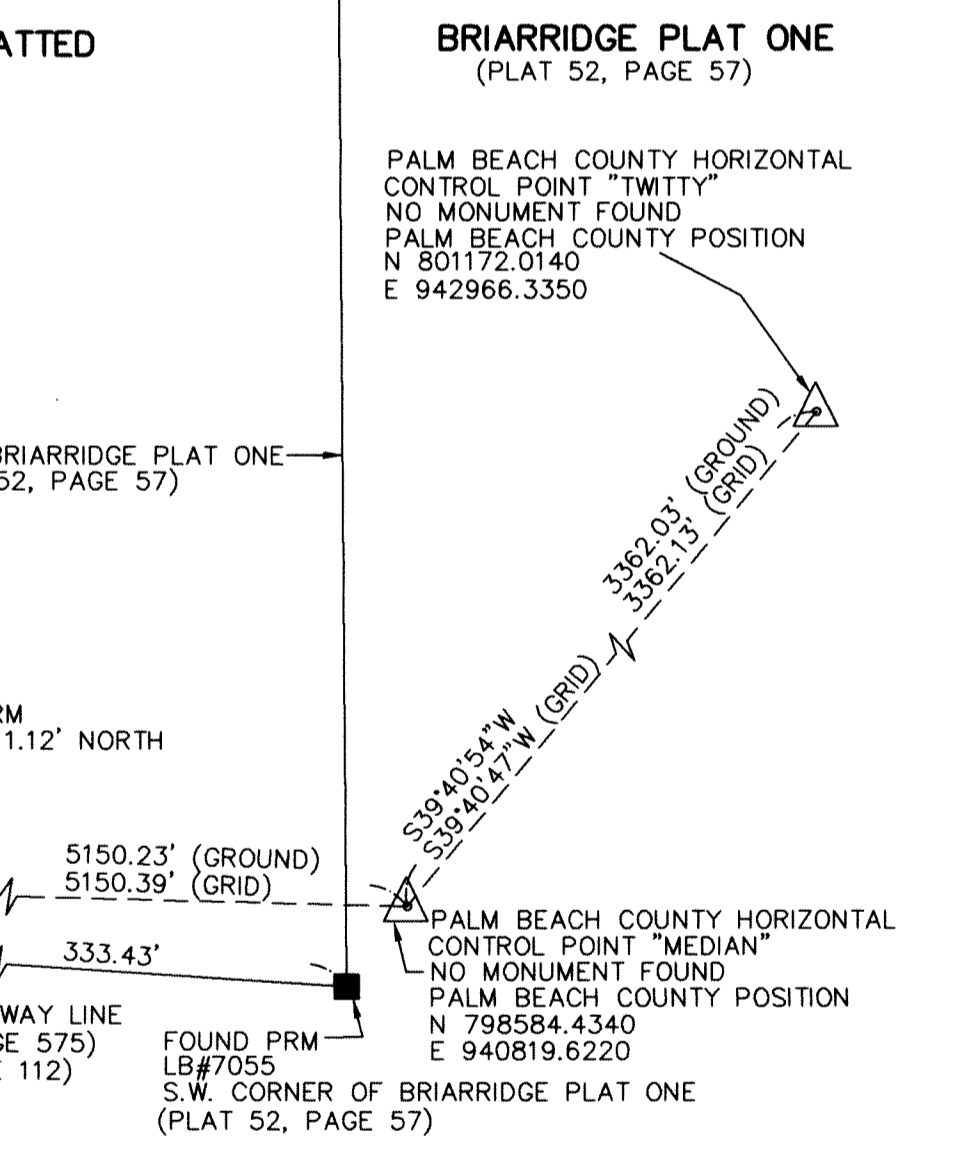 ATTED
BRIARRIDGE PLAT ONE
(PLAT 52, PAGE 57)
PALM BEACH COUNTY HORIZONTAL
CONTROL POINT "TWITTY"
NO MONUMENT FOUND
PALM BEACH COUNTY POSITION
N 801172.0140
E 942966.3350
BRIARRIDGE PLAT ONE
52, PAGE 57)
3362.03' (GROUND)
3362.13' (GRID)
S39°40'54"W
S39°40'47"W (GRID)
RM
1.12' NORTH
5150.23' (GROUND)
5150.39' (GRID)
333.43'
PALM BEACH COUNTY HORIZONTAL
CONTROL POINT "MEDIAN"
NO MONUMENT FOUND
PALM BEACH COUNTY POSITION
N 798584.4340
E 940819.6220
WAY LINE
GE 575)
112)
FOUND PRM
LB#7055
S.W. CORNER OF BRIARRIDGE PLAT ONE
(PLAT 52, PAGE 57)